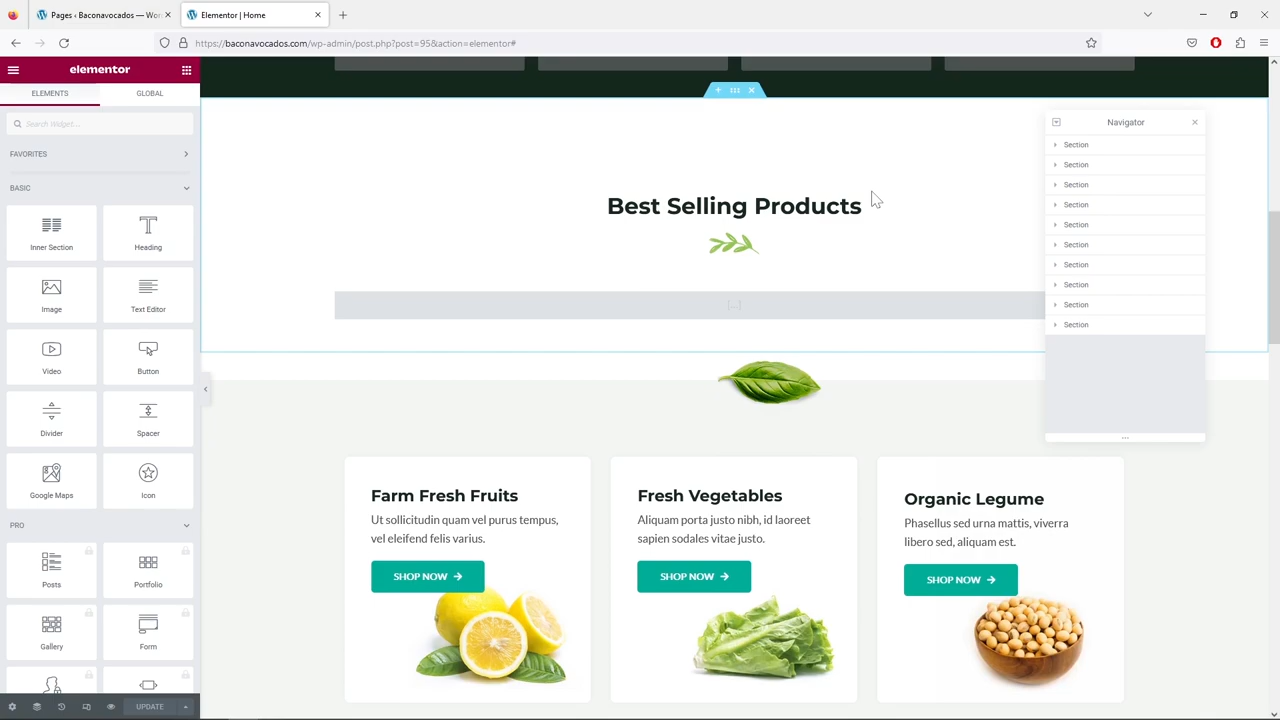 Pages ‹ Baconavocados — Wor
Elementor | Home
https://baconavocados.com/wp-admin/post.php?post=95&action=elementor#
elementor
ELEMENTS
GLOBAL
Search Widget...
FAVORITES
BASIC
Inner Section
Heading
Image
Text Editor
Video
Button
Divider
Spacer
Google Maps
Icon
PRO
Posts
Portfolio
Gallery
Form
UPDATE
Best Selling Products
[...]
Navigator
Section
Section
Section
Section
Section
Section
Section
Section
Section
Section
Farm Fresh Fruits
Ut sollicitudin quam vel purus tempus,
vel eleifend felis varius.
SHOP NOW
Fresh Vegetables
Aliquam porta justo nibh, id laoreet
sapien sodales vitae justo.
SHOP NOW
Organic Legume
Phasellus sed urna mattis, viverra
libero sed, aliquam est.
SHOP NOW